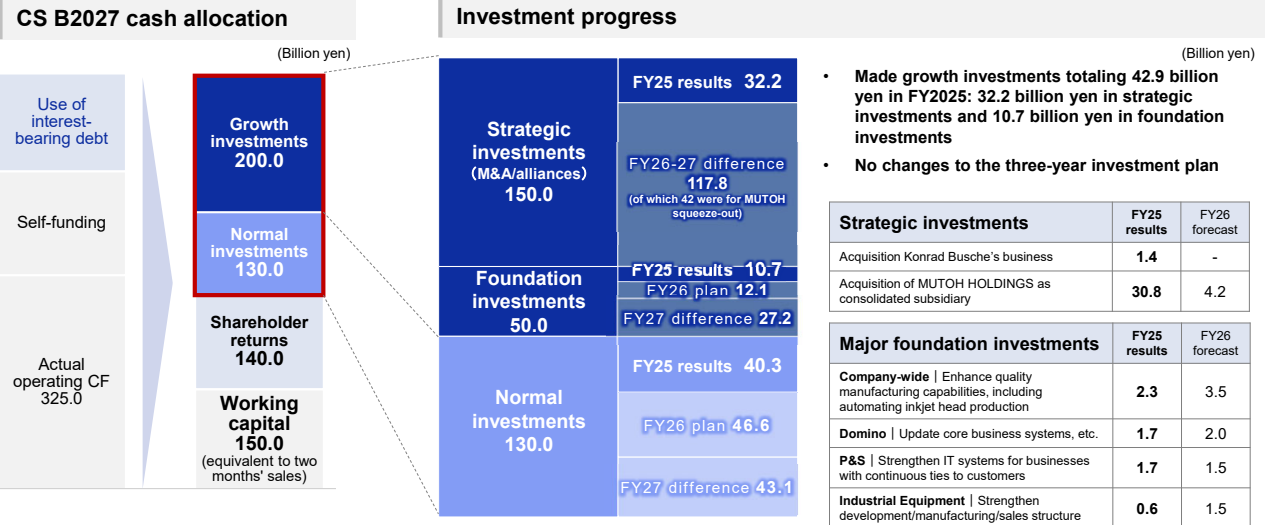 CS B2027 cash allocation
(Billion yen)
Use of
interest-
bearing debt
Self-funding
Actual
operating CF
325.0
Growth
investments
200.0
Normal
investments
130.0
Shareholder
returns
140.0
Working
capital
150.0
(equivalent to two
months' sales)
Investment progress
(Billion yen)
Strategic
investments
(M&A/alliances)
150.0
FY25 results 32.2
FY26-27 difference
117.8
(of which 42 were for MUTOH
squeeze-out)
Foundation
investments
50.0
FY25 results 10.7
FY26 plan 12.1
FY27 difference 27.2
Normal
investments
130.0
FY25 results 40.3
FY26 plan 46.6
FY27 difference 43.1
• Made growth investments totaling 42.9 billion
yen in FY2025: 32.2 billion yen in strategic
investments and 10.7 billion yen in foundation
investments
• No changes to the three-year investment plan
Strategic investments FY25 results FY26 forecast
Acquisition Konrad Busche's business 1.4 -
Acquisition of MUTOH HOLDINGS as
consolidated subsidiary 30.8 4.2
Major foundation investments FY25 results FY26 forecast
Company-wide | Enhance quality
manufacturing capabilities, including
automating inkjet head production 2.3 3.5
Domino | Update core business systems, etc. 1.7 2.0
P&S | Strengthen IT systems for businesses
with continuous ties to customers 1.7 1.5
Industrial Equipment | Strengthen
development/manufacturing/sales structure 0.6 1.5